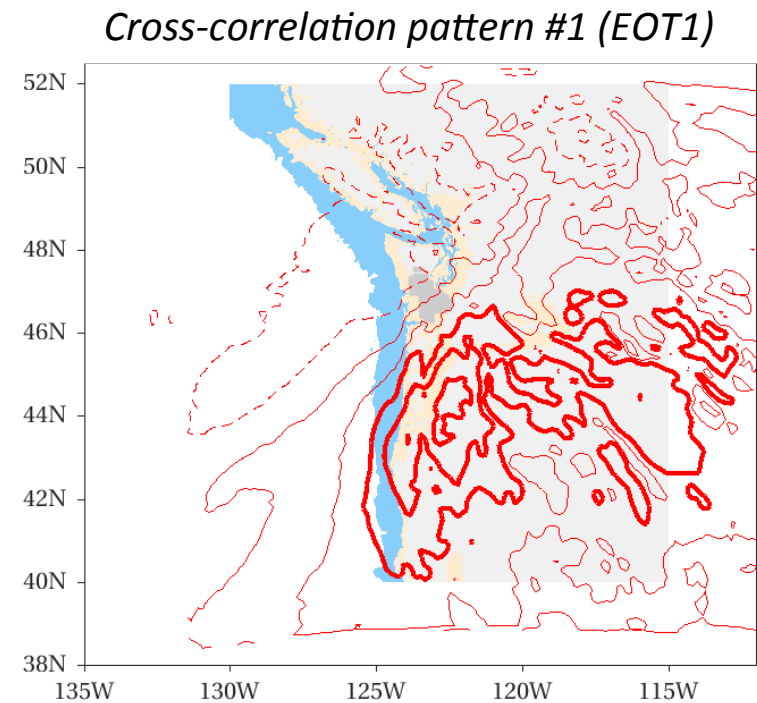 Cross-correlation pattern #1 (EOT1)
52N
50N
48N
46N
44N
42N
40N
38N
135W 130W 125W 120W 115W